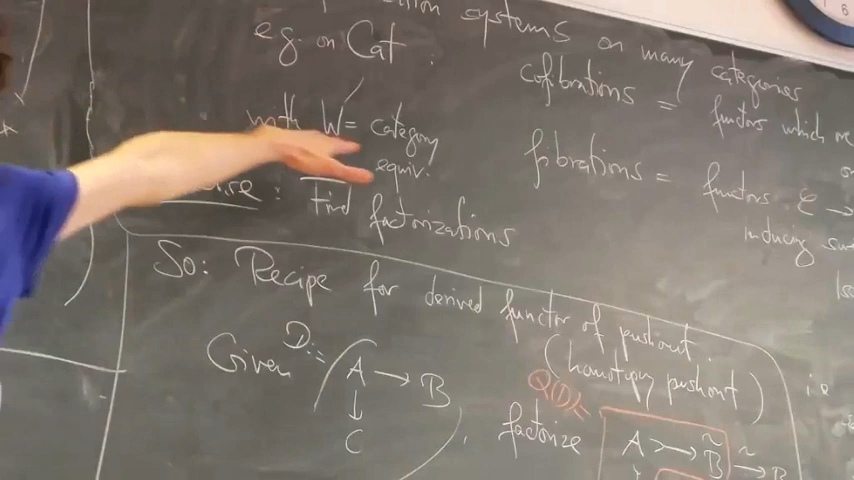 systems on many categories
eg. on Cat.
with W = category
equiv.
: Find factorizations
cofibrations = functors which
fibrations = functors C →
inducing
So: Recipe for derived functor of pushout.
(homotopy pushout)
i.e
Given D := ( A → B
↓
C ) , factorize
Q(D)
A ↣ B̃ →~ B